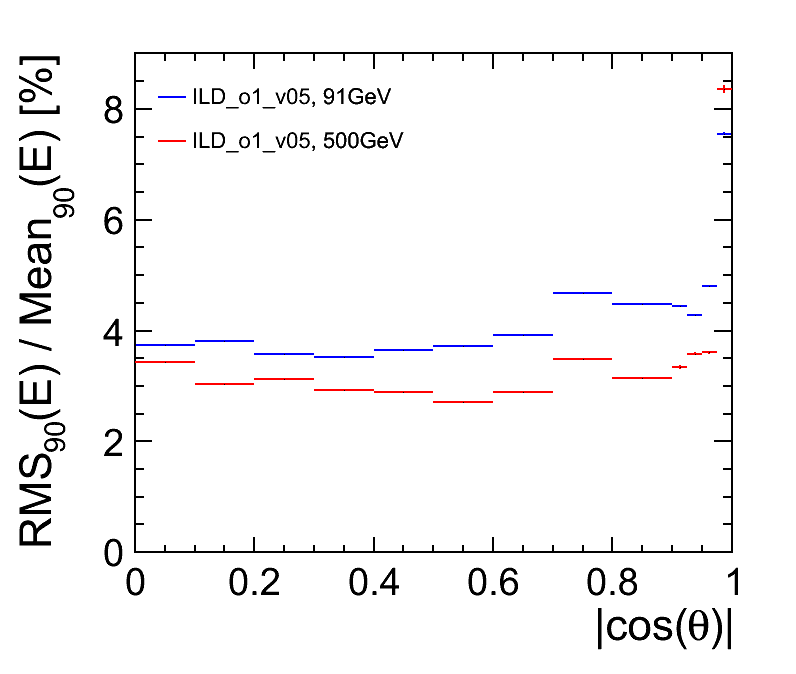 RMS90(E) / Mean90(E) [%]
8
6
4
2
0
ILD_o1_v05, 91GeV
ILD_o1_v05, 500GeV
0 0.2 0.4 0.6 0.8 1
|cos(θ)|